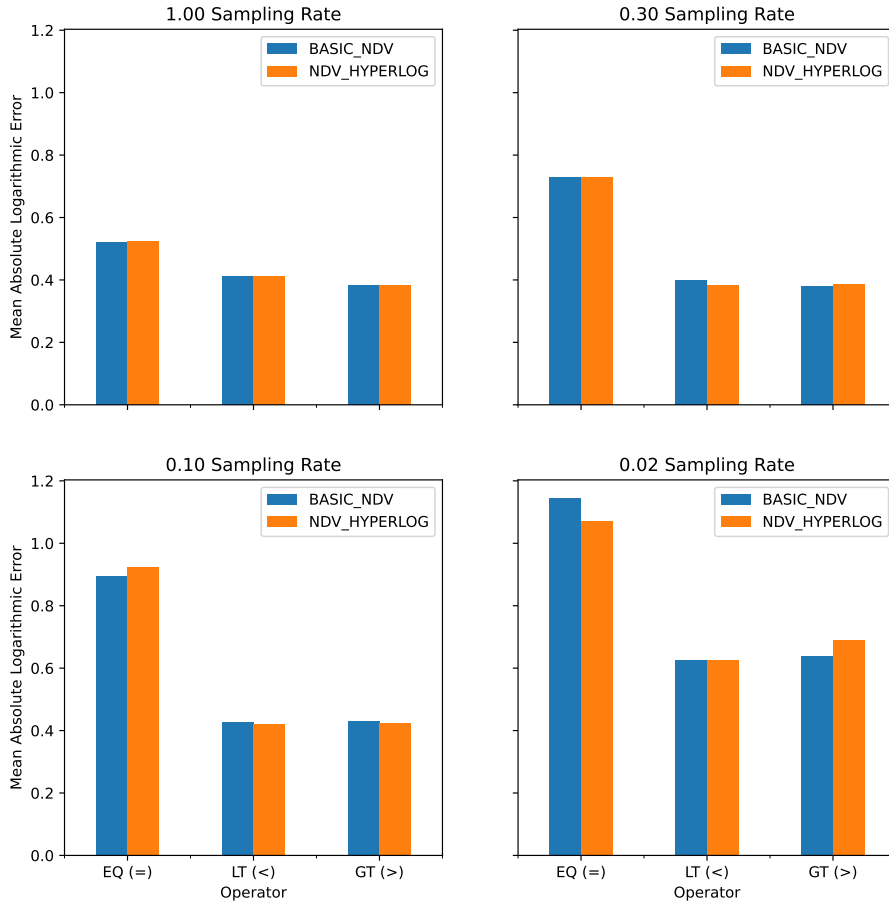 1.00 Sampling Rate
Mean Absolute Logarithmic Error
1.2
1.0
0.8
0.6
0.4
0.2
0.0
BASIC_NDV
NDV_HYPERLOG
0.30 Sampling Rate
BASIC_NDV
NDV_HYPERLOG
0.10 Sampling Rate
Mean Absolute Logarithmic Error
1.2
1.0
0.8
0.6
0.4
0.2
0.0
BASIC_NDV
NDV_HYPERLOG
EQ (=) LT (<) GT (>)
Operator
0.02 Sampling Rate
BASIC_NDV
NDV_HYPERLOG
EQ (=) LT (<) GT (>)
Operator